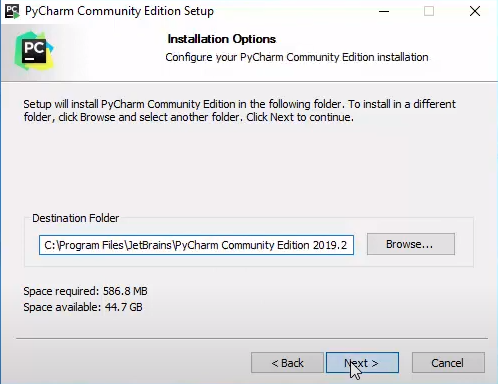 PyCharm Community Edition Setup
PC
PC
Installation Options
Configure your PyCharm Community Edition installation
Setup will install PyCharm Community Edition in the following folder. To install in a different
folder, click Browse and select another folder. Click Next to continue.
Destination Folder
C:\Program Files\JetBrains\PyCharm Community Edition 2019.2
Browse...
Space required: 586.8 MB
Space available: 44.7 GB
< Back
Next >
Cancel